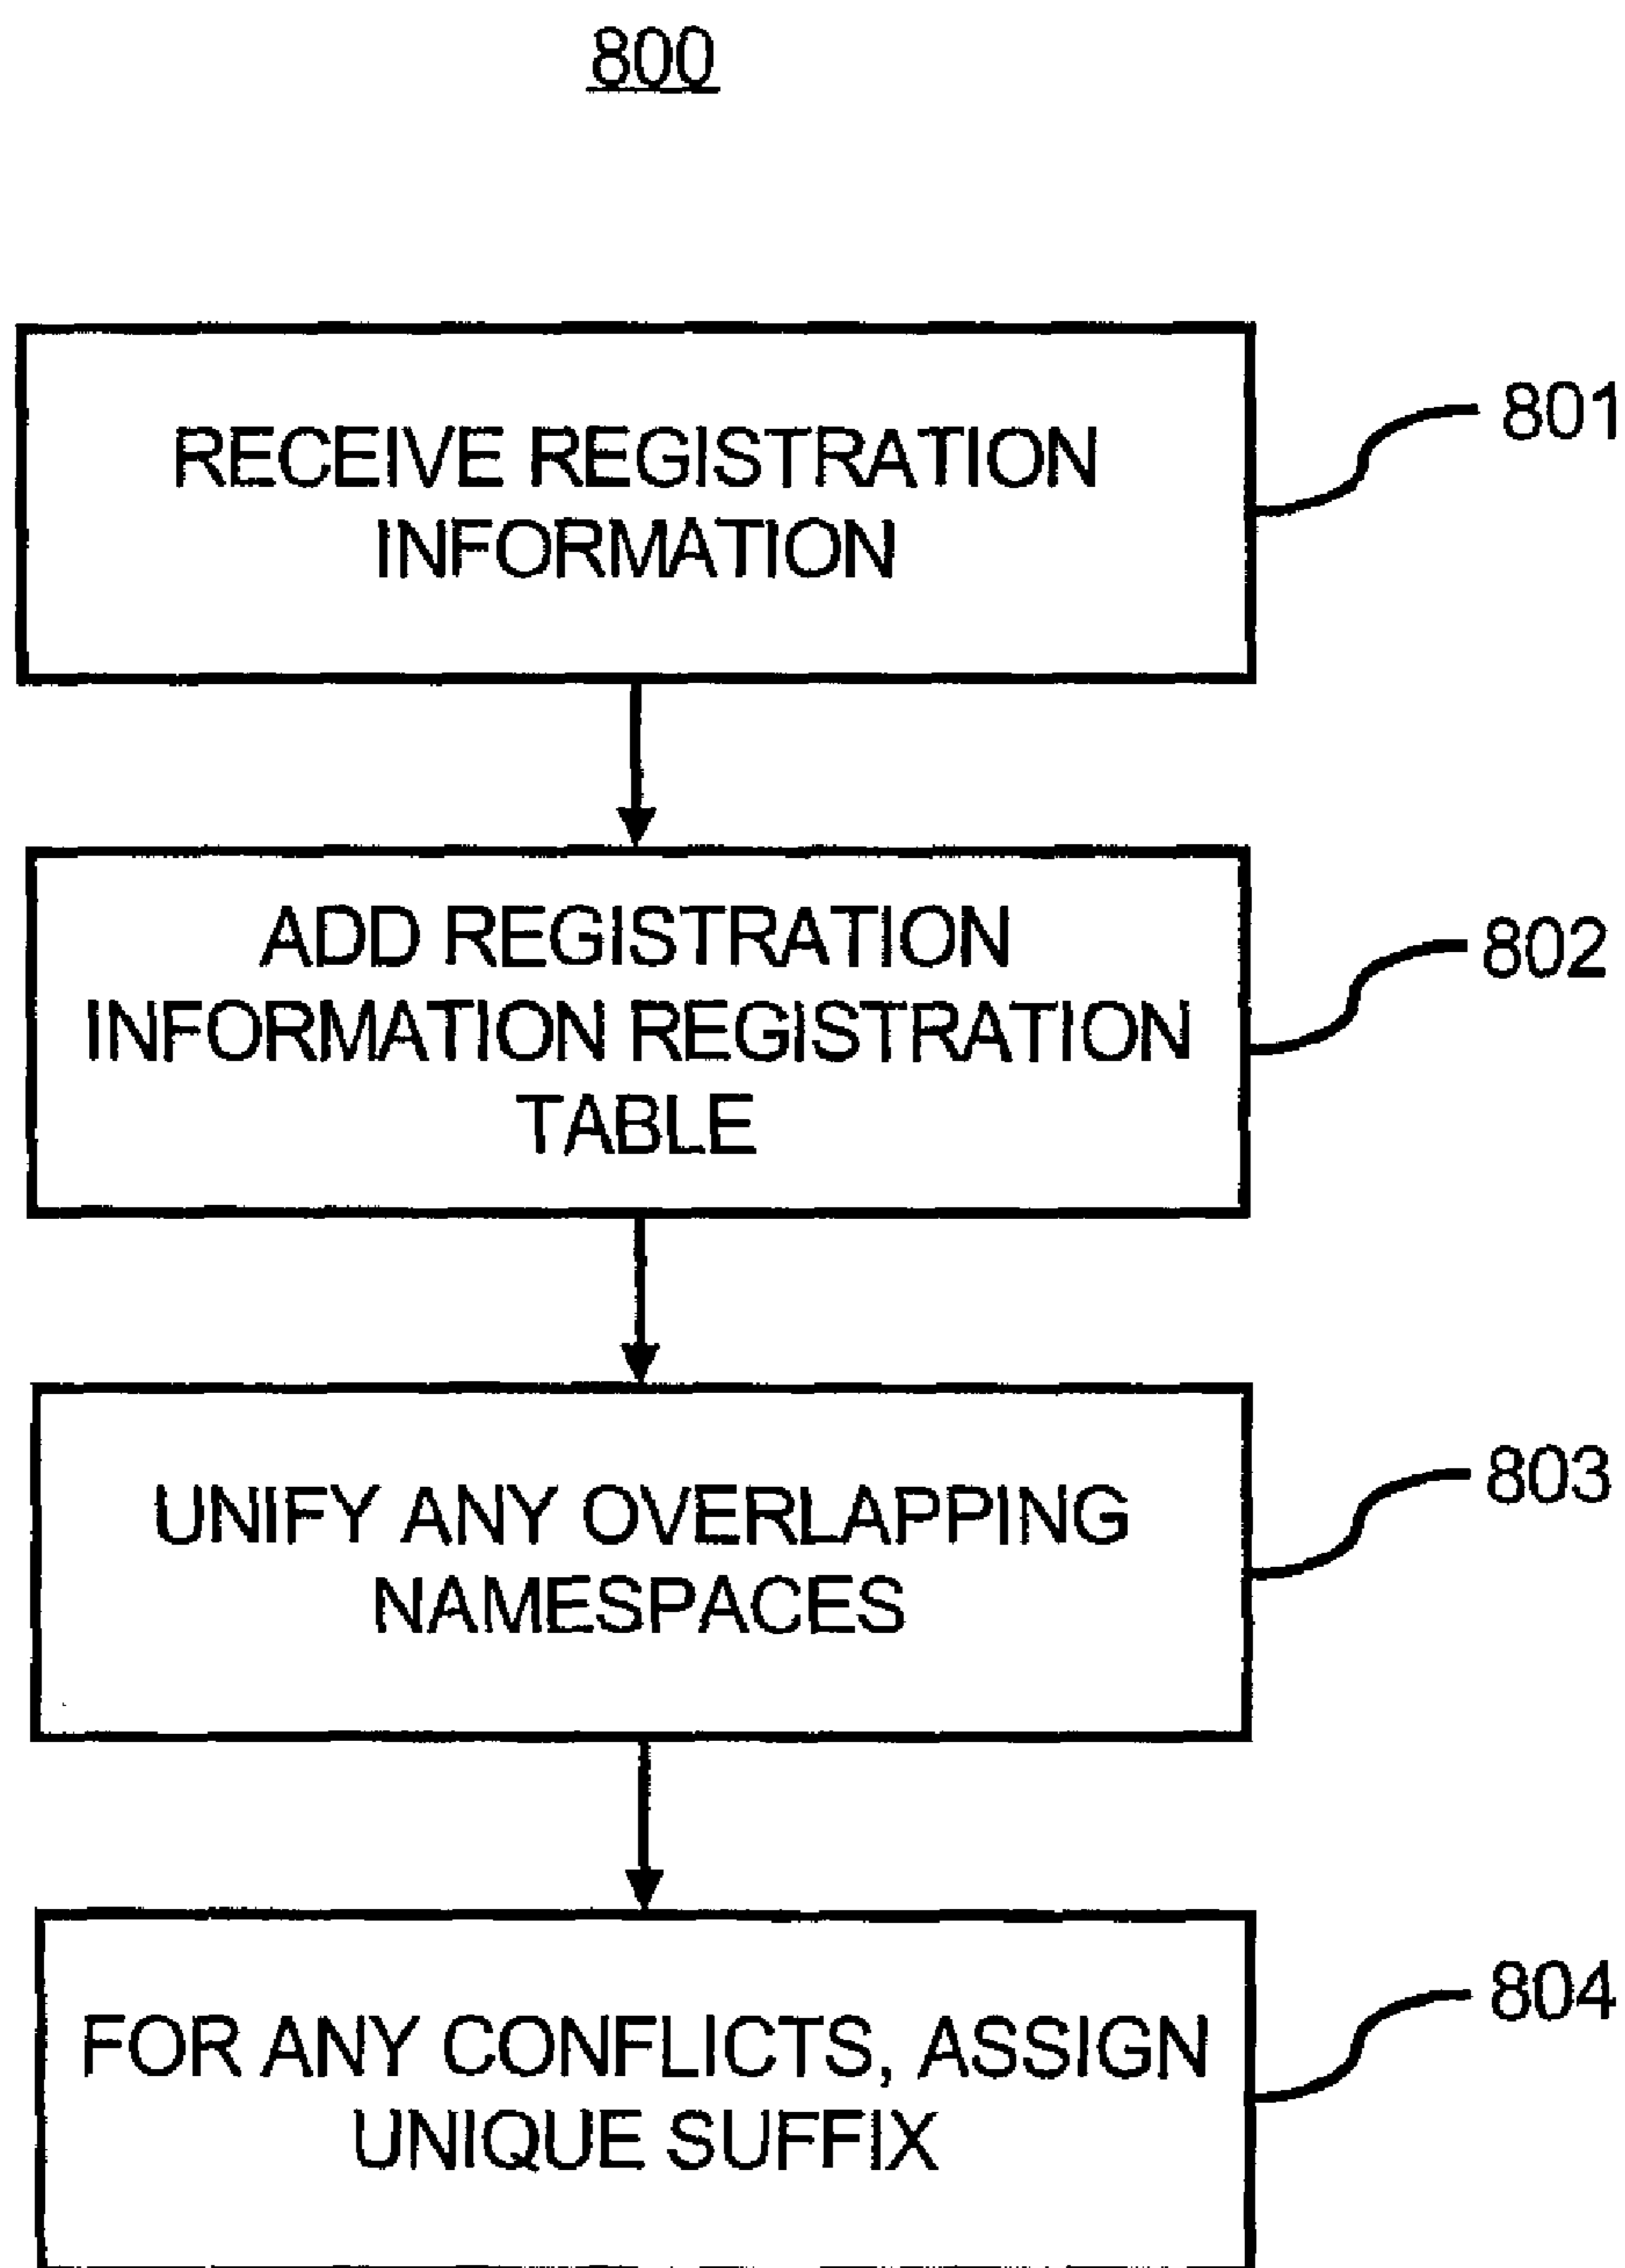 800
RECEIVE REGISTRATION
INFORMATION
801
ADD REGISTRATION
INFORMATION REGISTRATION
TABLE
802
UNIFY ANY OVERLAPPING
NAMESPACES
803
FOR ANY CONFLICTS, ASSIGN
UNIQUE SUFFIX
804